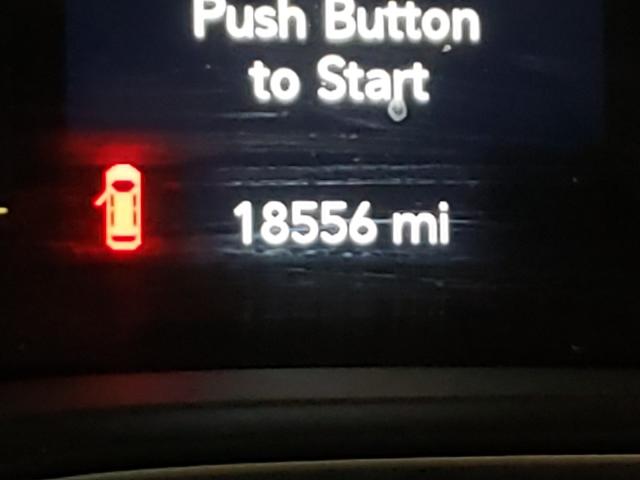 Push Button
to Start
18556 mi